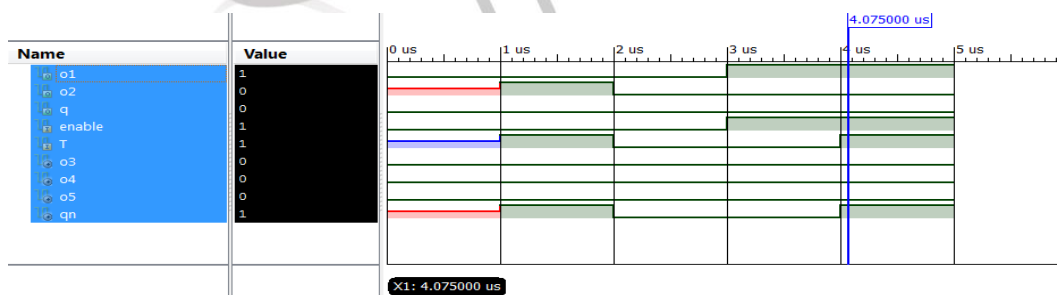 4.075000 us
Name Value 0 us 1 us 2 us 3 us 4 us 5 us
o1 1
o2 0
q 0
enable 1
T 1
o3 0
o4 0
o5 0
qn 1
X1: 4.075000 us